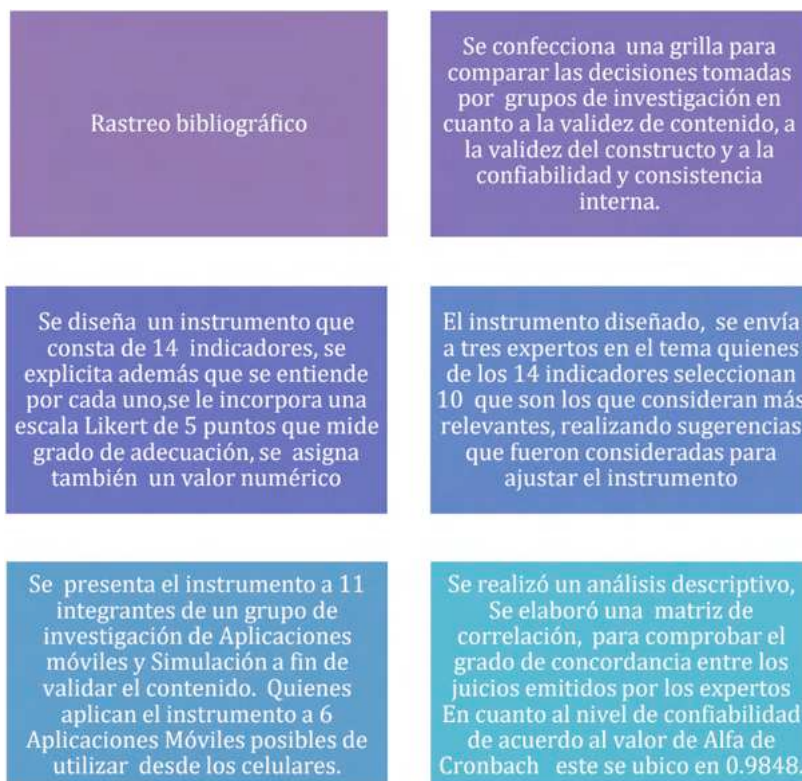 Rastreo bibliográfico
Se confecciona una grilla para
comparar las decisiones tomadas
por grupos de investigación en
cuanto a la validez de contenido, a
la validez del constructo y a la
confiabilidad y consistencia
interna.
Se diseña un instrumento que
consta de 14 indicadores, se
explicita además que se entiende
por cada uno,se le incorpora una
escala Likert de 5 puntos que mide
grado de adecuación, se asigna
también un valor numérico
El instrumento diseñado, se envía
a tres expertos en el tema quienes
de los 14 indicadores seleccionan
10 que son los que consideran más
relevantes, realizando sugerencias
que fueron consideradas para
ajustar el instrumento
Se presenta el instrumento a 11
integrantes de un grupo de
investigación de Aplicaciones
móviles y Simulación a fin de
validar el contenido. Quienes
aplican el instrumento a 6
Aplicaciones Móviles posibles de
utilizar desde los celulares.
Se realizó un análisis descriptivo,
Se elaboró una matriz de
correlación, para comprobar el
grado de concordancia entre los
juicios emitidos por los expertos
En cuanto al nivel de confiabilidad
de acuerdo al valor de Alfa de
Cronbach este se ubico en 0.9848.